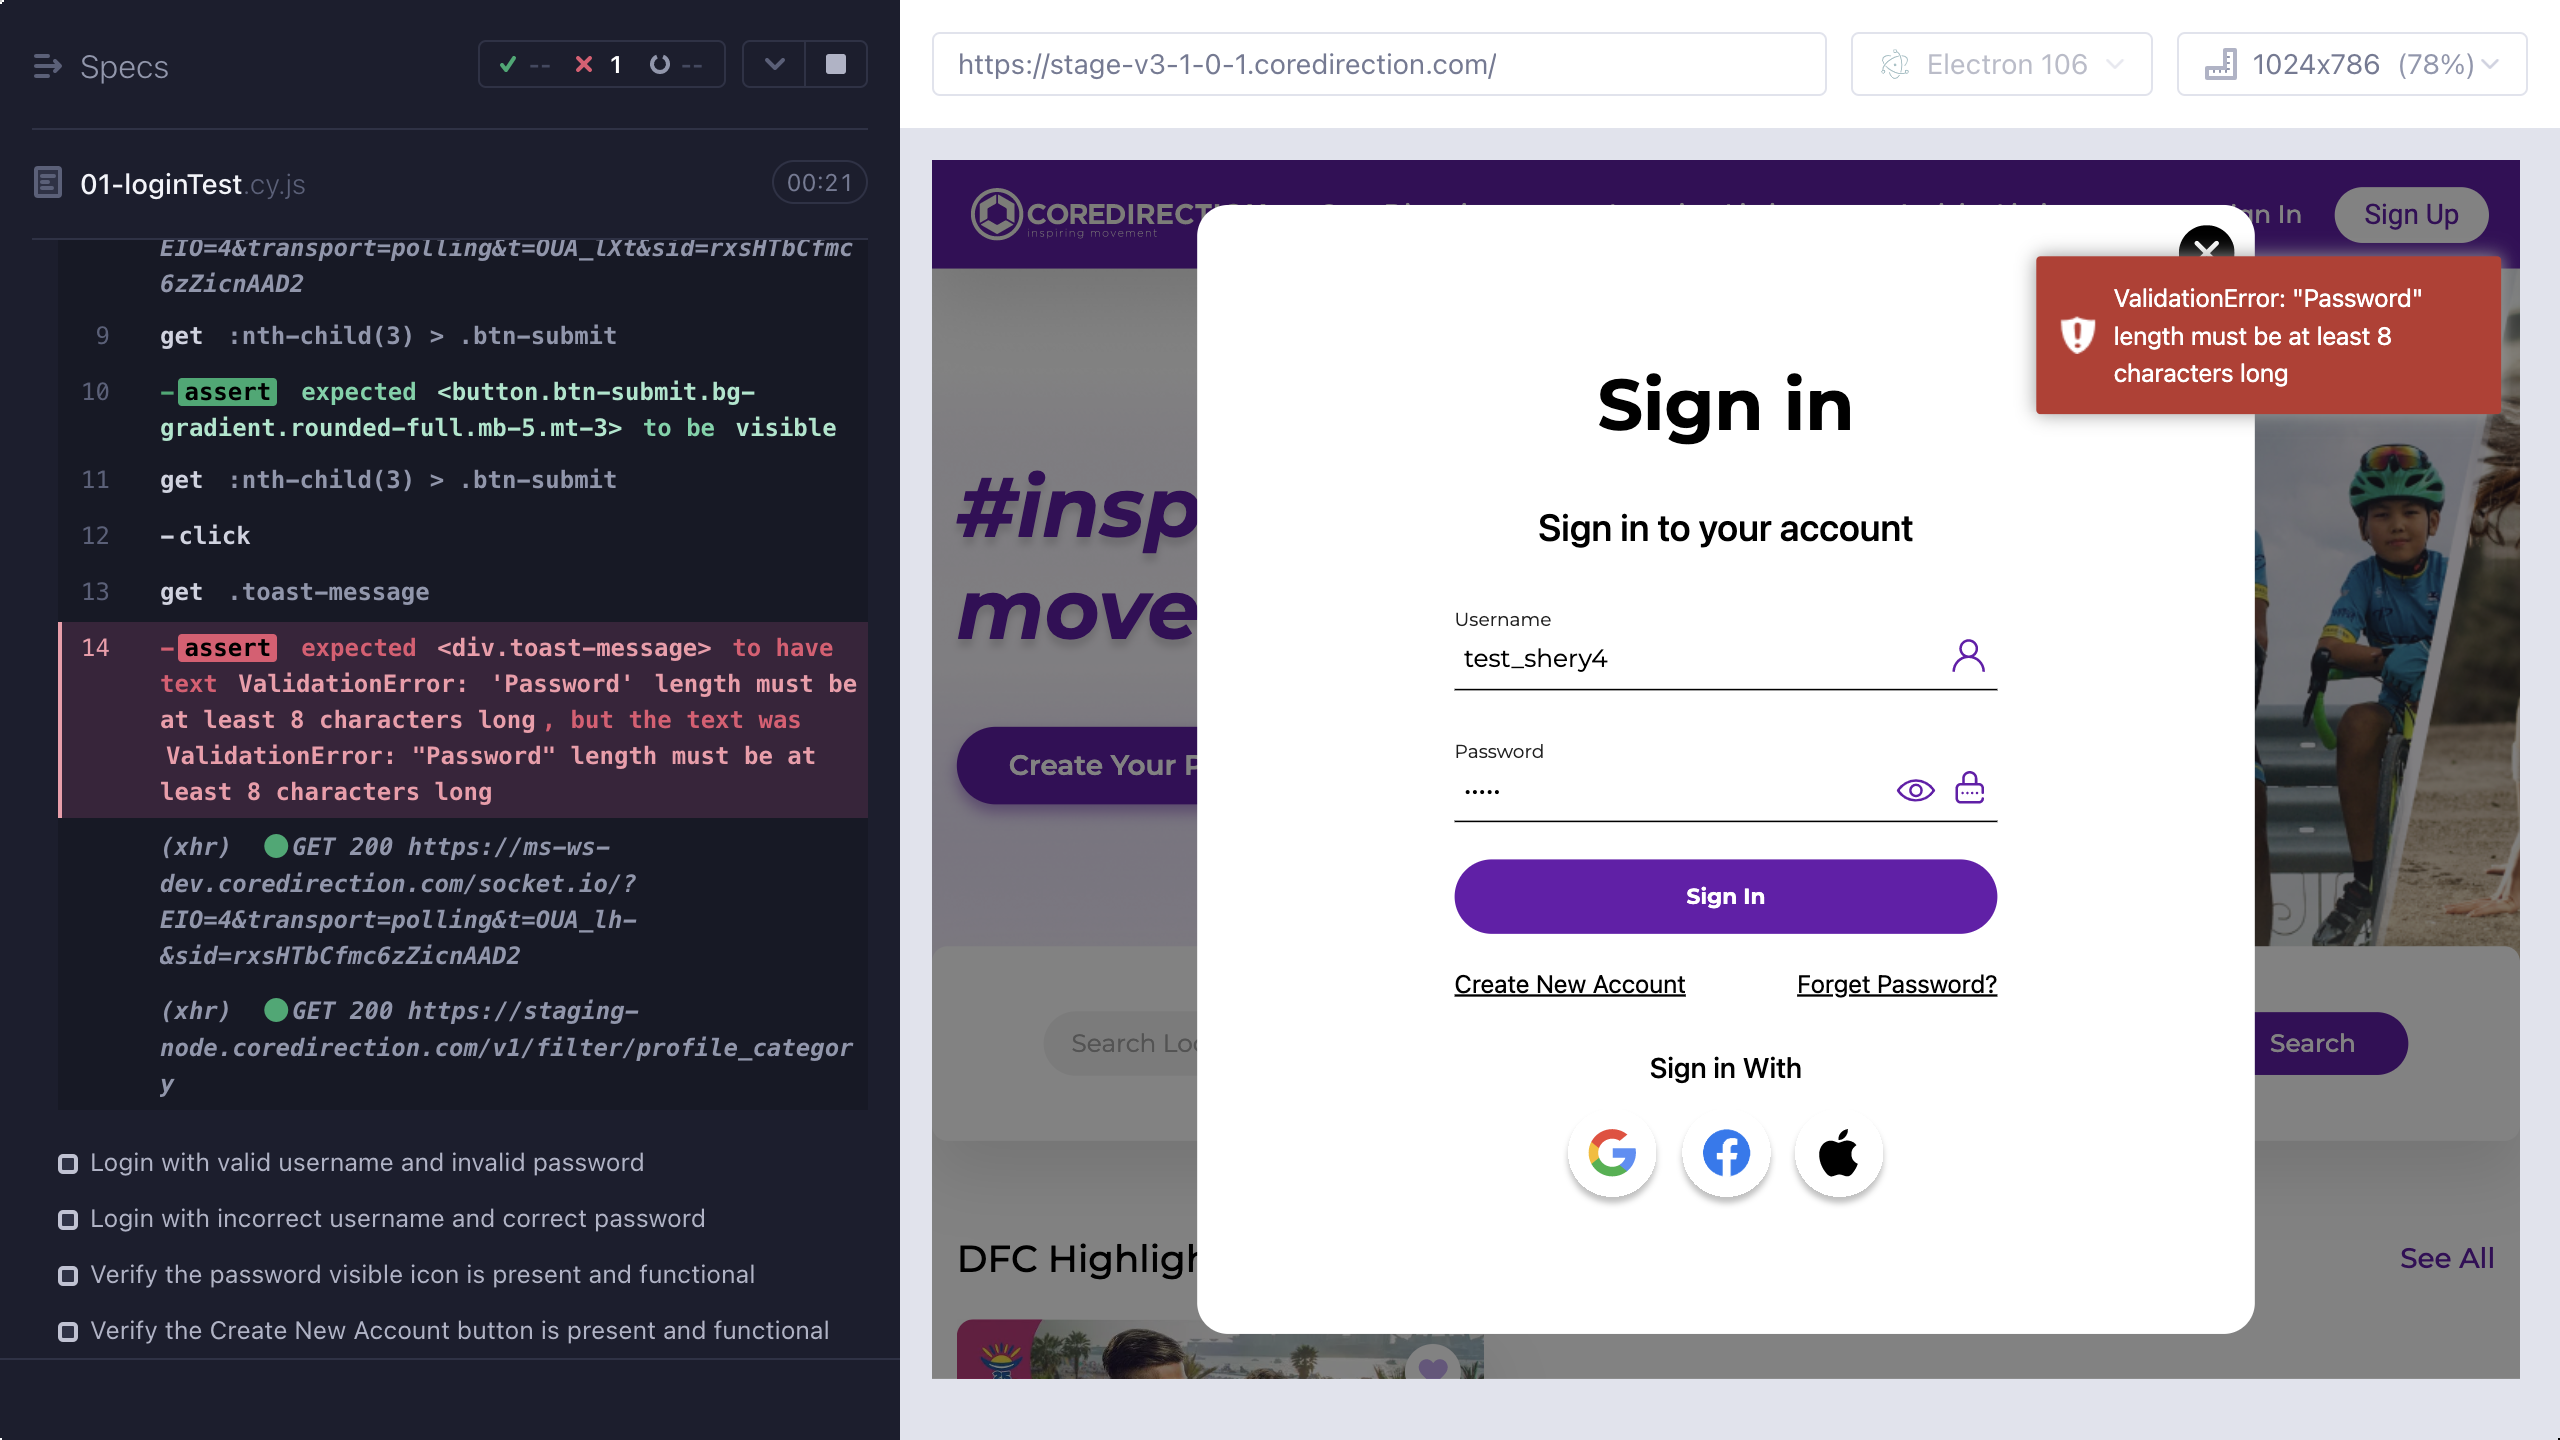 Specs
-- 1 --
01-loginTest.cy.js
00:21
EIO=4&transport=polling&t=OUA_lXt&sid=rxsHTbCfmc
6zZicnAAD2
9 get :nth-child(3) > .btn-submit
10 -assert expected <button.btn-submit.bg-
gradient.rounded-full.mb-5.mt-3> to be visible
11 get :nth-child(3) > .btn-submit
12 -click
13 get .toast-message
14 -assert expected <div.toast-message> to have
text ValidationError: 'Password' length must be
at least 8 characters long, but the text was
ValidationError: "Password" length must be at
least 8 characters long
(xhr) GET 200 https://ms-ws-
dev.coredirection.com/socket.io/?
EIO=4&transport=polling&t=OUA_lh-
&sid=rxsHTbCfmc6zZicnAAD2
(xhr) GET 200 https://staging-
node.coredirection.com/v1/filter/profile_categor
y
Login with valid username and invalid password
Login with incorrect username and correct password
Verify the password visible icon is present and functional
Verify the Create New Account button is present and functional
https://stage-v3-1-0-1.coredirection.com/
Electron 106
1024x786 (78%)
COREDIRECTION
inspiring movement
In
Sign Up
ValidationError: "Password"
length must be at least 8
characters long
#insp
move
Create Your P
Search Loc
Search
DFC Highligh
See All
Sign in
Sign in to your account
Username
test_shery4
Password
•••••
Sign In
Create New Account
Forget Password?
Sign in With